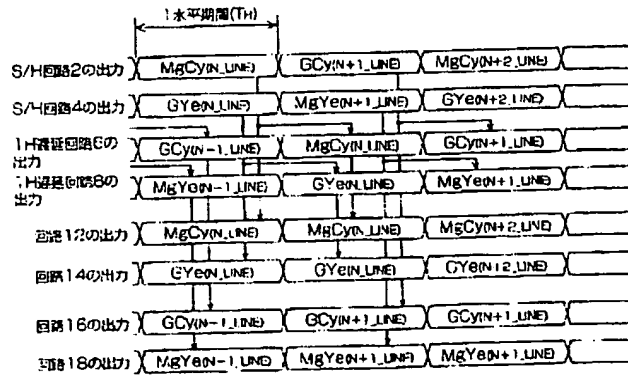 1水平期間(TH)
S/H回路2の出力 MgCy(N_LINE) GCy(N+1_LINE) MgCy(N+2_LINE)
S/H回路4の出力 GYe(N_LINE) MgYe(N+1_LINE) GYe(N+2_LINE)
1H遅延回路6の
出力 GCy(N-1_LINE) MgCy(N_LINE) GCy(N+1_LINE)
1H遅延回路8の
出力 MgYe(N-1_LINE) GYe(N_LINE) MgYe(N+1_LINE)
回路12の出力 MgCy(N_LINE) MgCy(N_LINE) MgCy(N+2_LINE)
回路14の出力 GYe(N_LINE) GYe(N_LINE) GYe(N+2_LINE)
回路16の出力 GCy(N-1_LINE) GCy(N+1_LINE) GCy(N+1_LINE)
回路18の出力 MgYe(N-1_LINE) MgYe(N+1_LINE) MgYe(N+1_LINE)